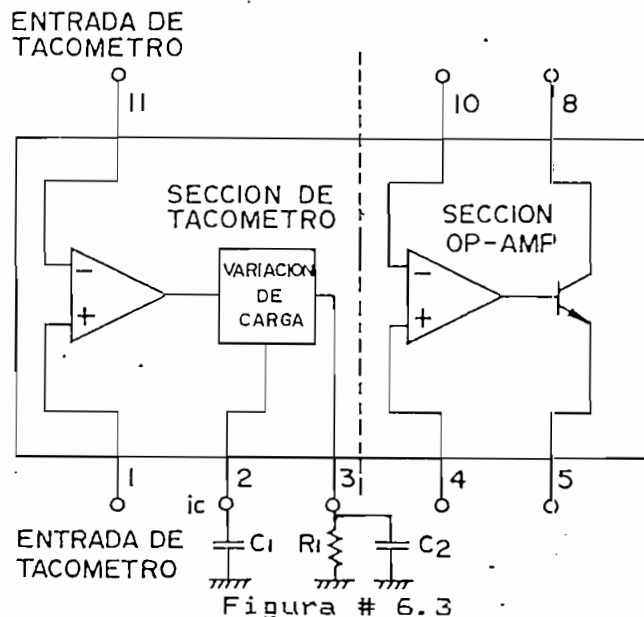 ENTRADA DE
TACOMETRO
11
10
8
SECCION DE
TACOMETRO
SECCION
OP-AMP
VARIACION
DE
CARGA
-
+
-
+
1
2
3
4
5
ic
ENTRADA DE
TACOMETRO
C1
R1
C2
Figura # 6.3